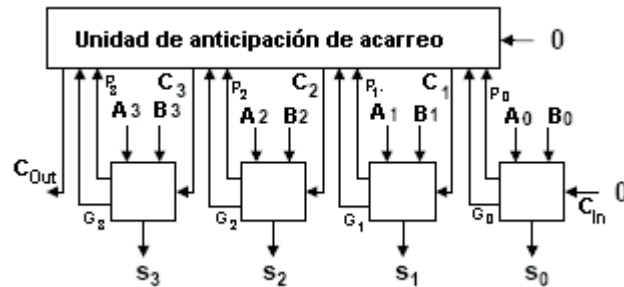 Unidad de anticipación de acarreo
0
P3 C3 P2 C2 P1. C1 P0
A3 B3 A2 B2 A1 B1 A0 B0
COut
G3 G2 G1 G0 CIn 0
S3 S2 S1 S0